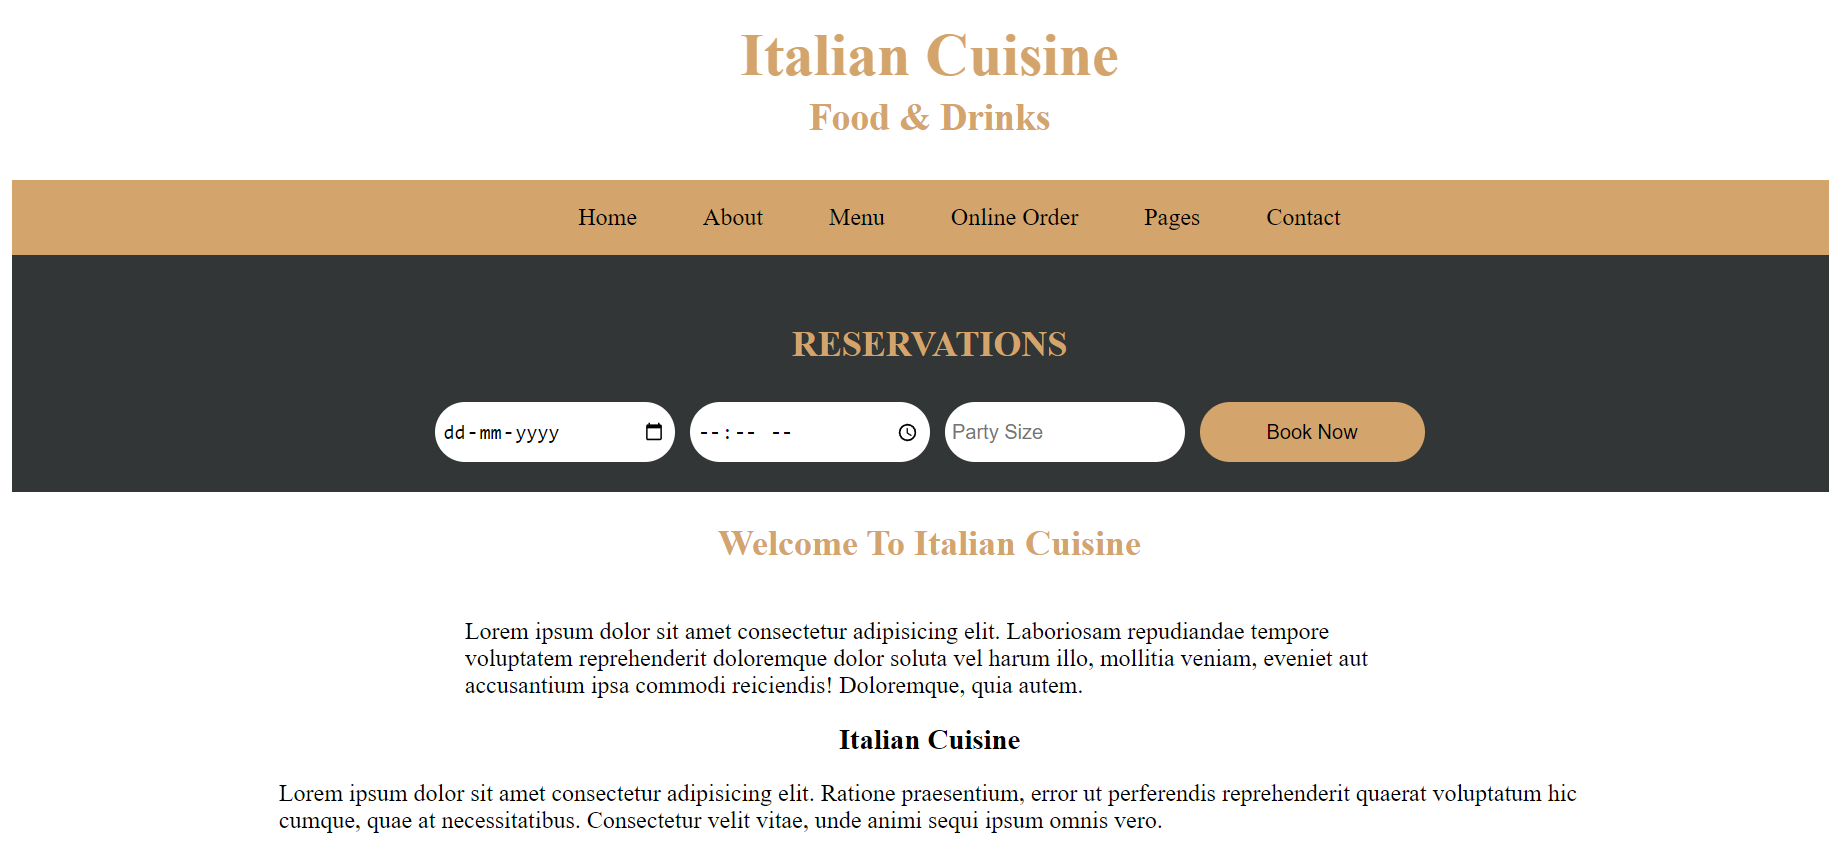 Italian Cuisine
Food & Drinks
Home About Menu Online Order Pages Contact
RESERVATIONS
dd-mm-yyyy --:-- -- Party Size Book Now
Welcome To Italian Cuisine
Lorem ipsum dolor sit amet consectetur adipisicing elit. Laboriosam repudiandae tempore
voluptatem reprehenderit doloremque dolor soluta vel harum illo, mollitia veniam, eveniet aut
accusantium ipsa commodi reiciendis! Doloremque, quia autem.
Italian Cuisine
Lorem ipsum dolor sit amet consectetur adipisicing elit. Ratione praesentium, error ut perferendis reprehenderit quaerat voluptatum hic
cumque, quae at necessitatibus. Consectetur velit vitae, unde animi sequi ipsum omnis vero.